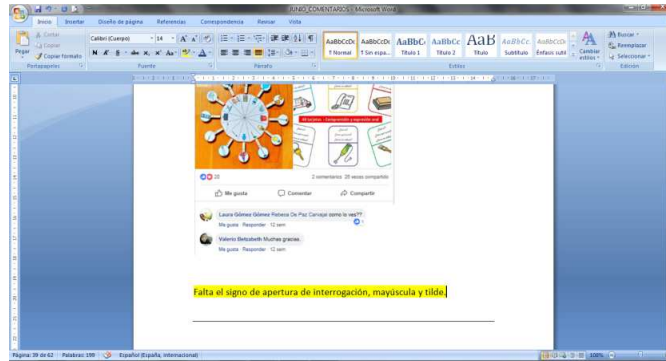 JUNIO_COMENTARIOS - Microsoft Word
Inicio Insertar Diseño de página Referencias Correspondencia Revisar Vista
Pegar
Cortar
Copiar
Copiar formato
Portapapeles
Calibri (Cuerpo) 14
Fuente
Párrafo
AaBbCcDc AaBbCcDc AaBbC AaBbCc AaB AaBbCc. AaBbCcDc
¶ Normal ¶ Sin espa... Título 1 Título 2 Título Subtítulo Énfasis sutil
Cambiar estilos
Estilos
Buscar
Reemplazar
Seleccionar
Edición
20 2 comentarios 28 veces compartido
Me gusta Comentar Compartir
Laura Gómez Gómez Rebeca De Paz Carvajal como lo ves??
Me gusta Responder 12 sem 1
Valerio Betzabeth Muchas gracias.
Me gusta Responder 12 sem
Falta el signo de apertura de interrogación, mayúscula y tilde.
Página: 39 de 62 Palabras: 199 Español (España, internacional) 100%